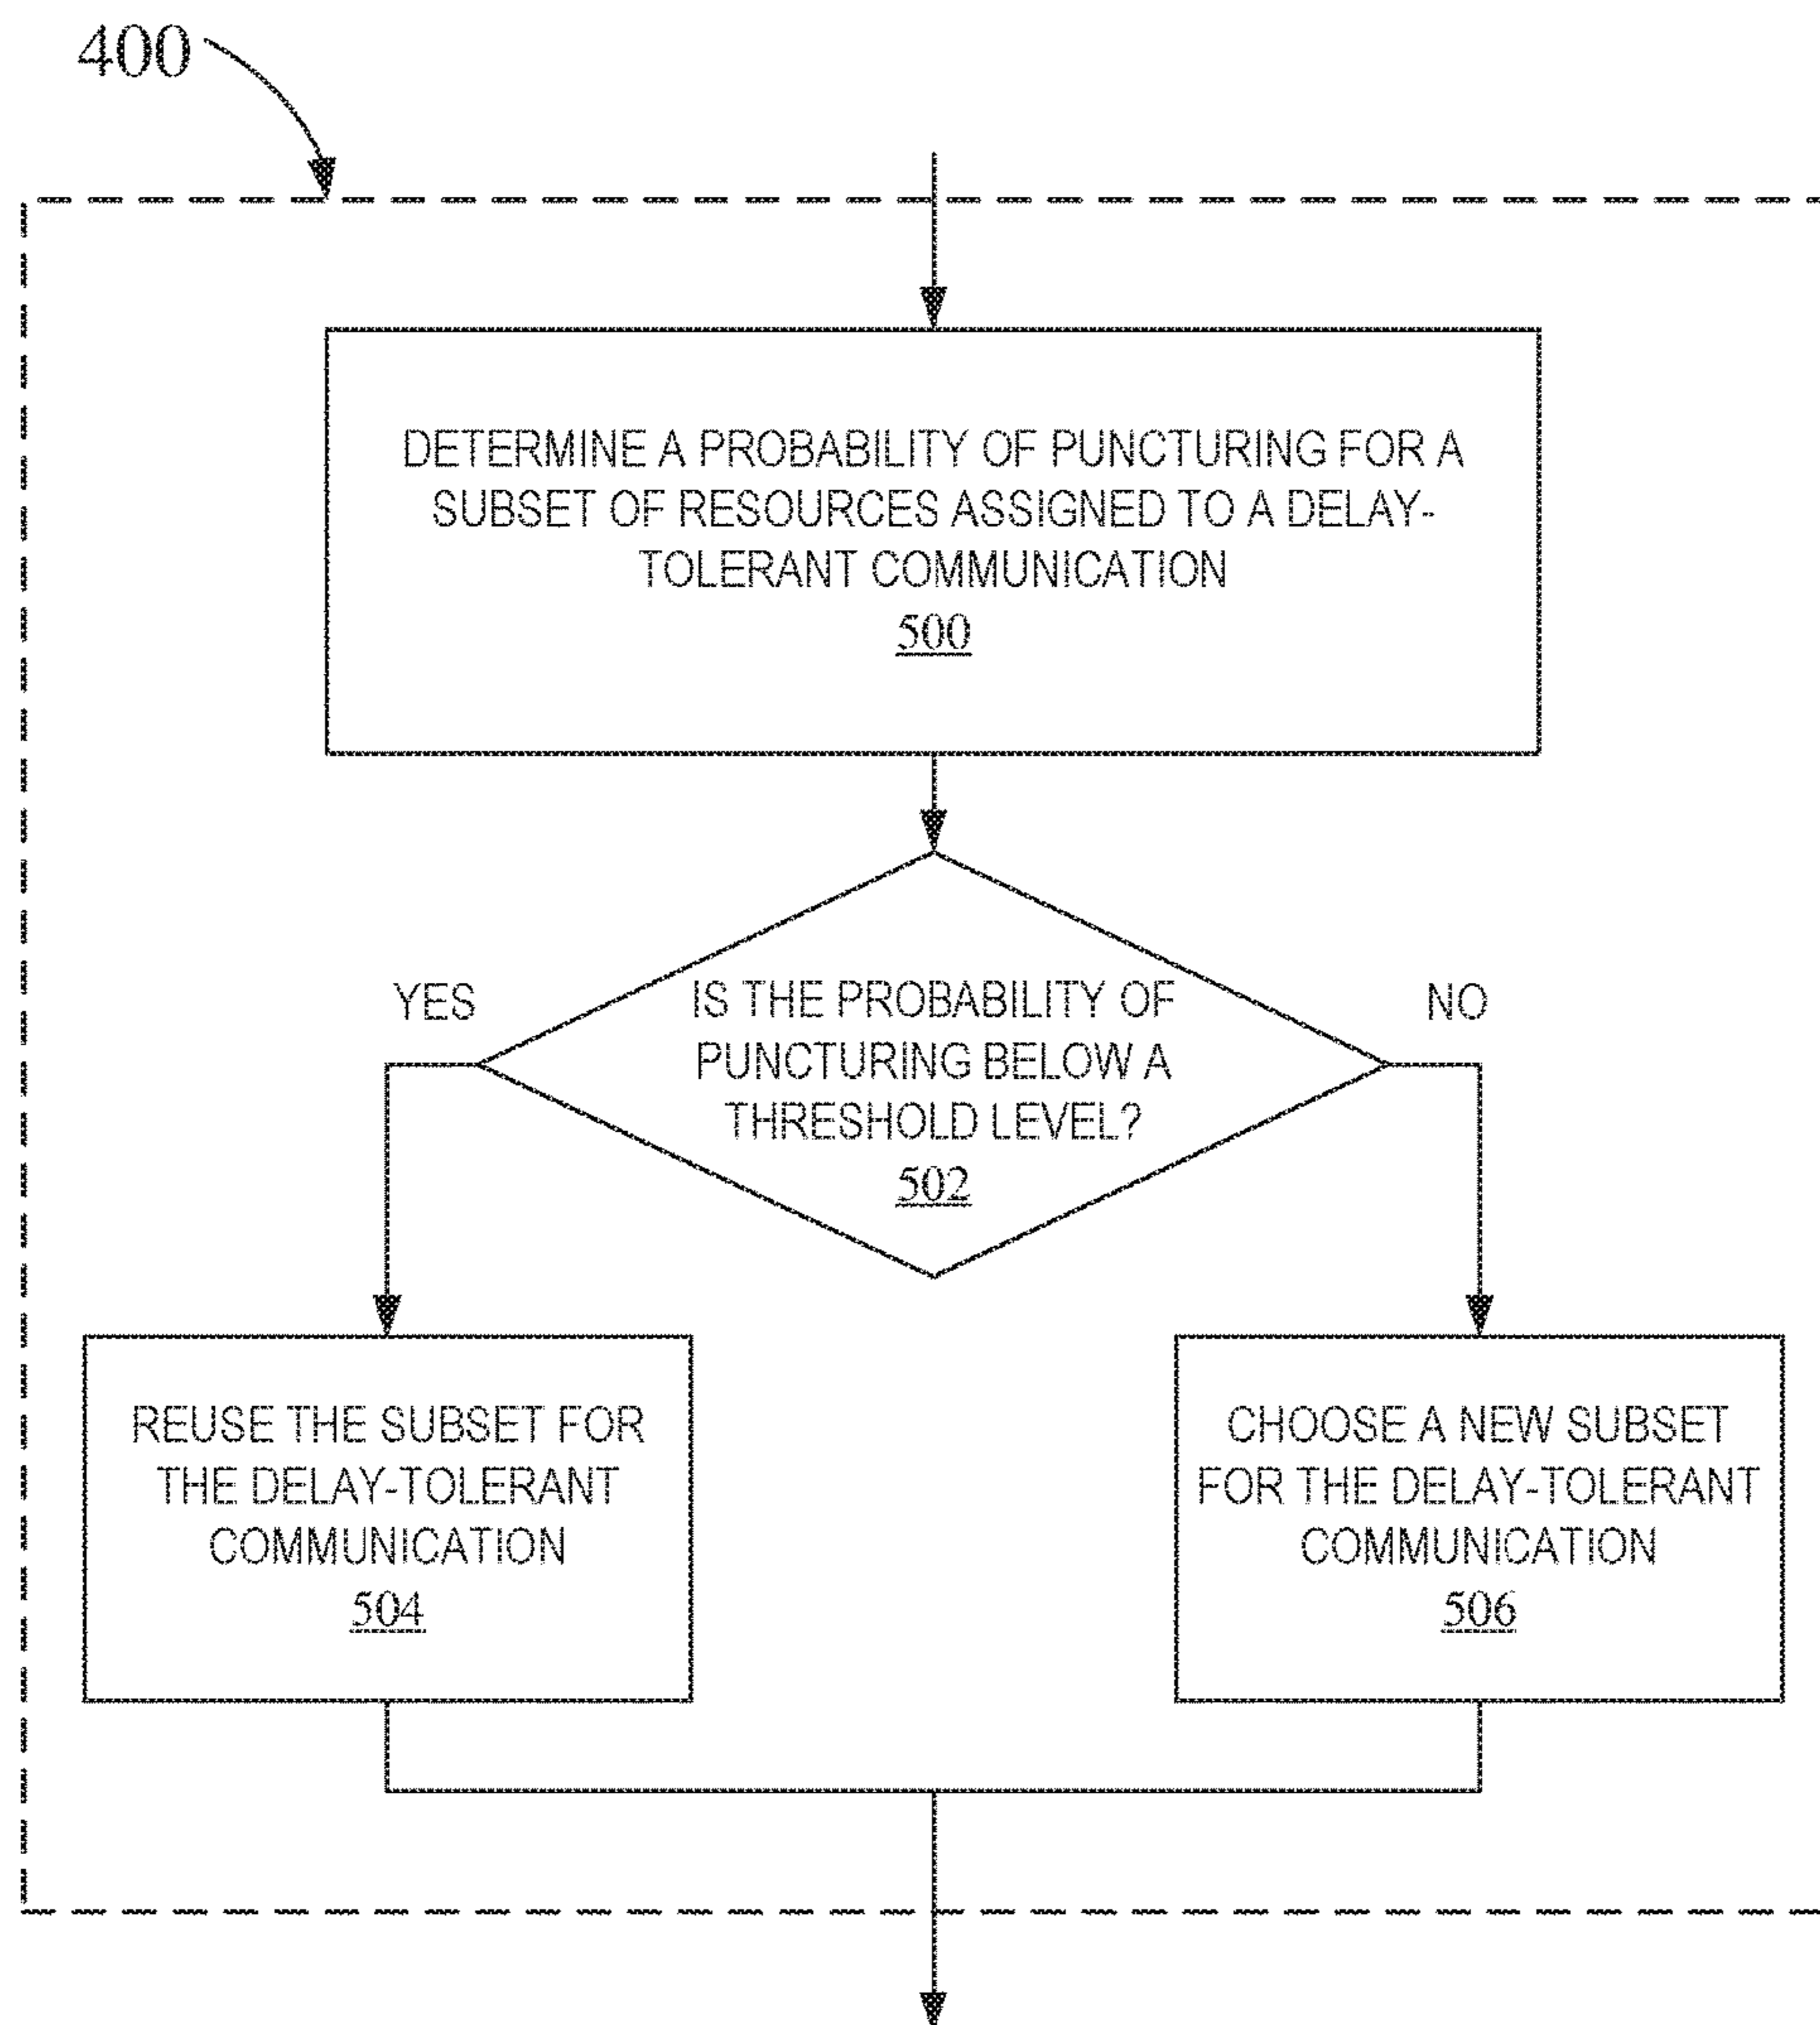 400
DETERMINE A PROBABILITY OF PUNCTURING FOR A
SUBSET OF RESOURCES ASSIGNED TO A DELAY-
TOLERANT COMMUNICATION
500
YES
IS THE PROBABILITY OF
PUNCTURING BELOW A
THRESHOLD LEVEL?
502
NO
REUSE THE SUBSET FOR
THE DELAY-TOLERANT
COMMUNICATION
504
CHOOSE A NEW SUBSET
FOR THE DELAY-TOLERANT
COMMUNICATION
506